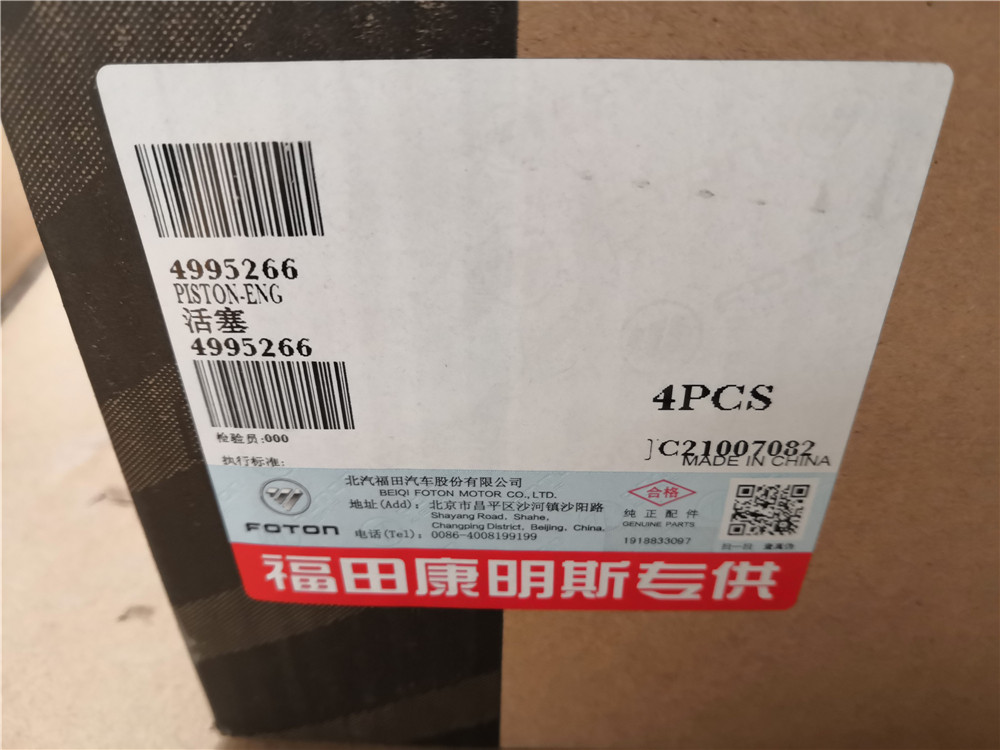 4995266
PISTON-ENG
活塞
4995266
4PCS
检验员:000
C21007082
执行标准:
MADE IN CHINA
北汽福田汽车股份有限公司
BEIQI FOTON MOTOR CO., LTD.
地址(Add): 北京市昌平区沙河镇沙阳路
Shayang Road, Shahe,
Changping District, Beijing, China.
电话(Tel): 0086-4008199199
FOTON
合格
纯正配件
GENUINE PARTS
1918833097
扫一扫
福田康明斯专供